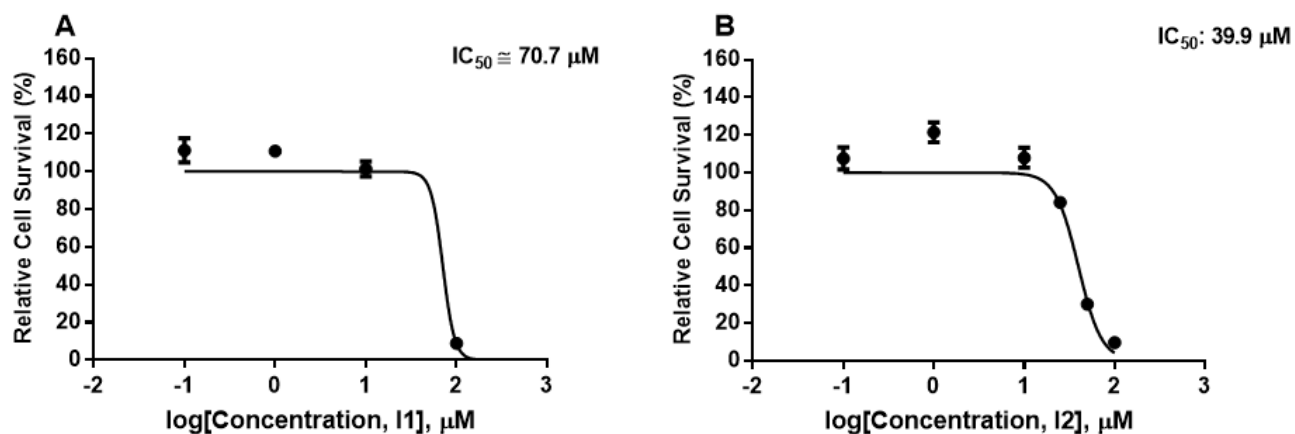 A
IC50 ≅ 70.7 μM
Relative Cell Survival (%)
160
140
120
100
80
60
40
20
0
-2 -1 0 1 2 3
log[Concentration, I1], μM
B
IC50: 39.9 μM
Relative Cell Survival (%)
160
140
120
100
80
60
40
20
0
-2 -1 0 1 2 3
log[Concentration, I2], μM